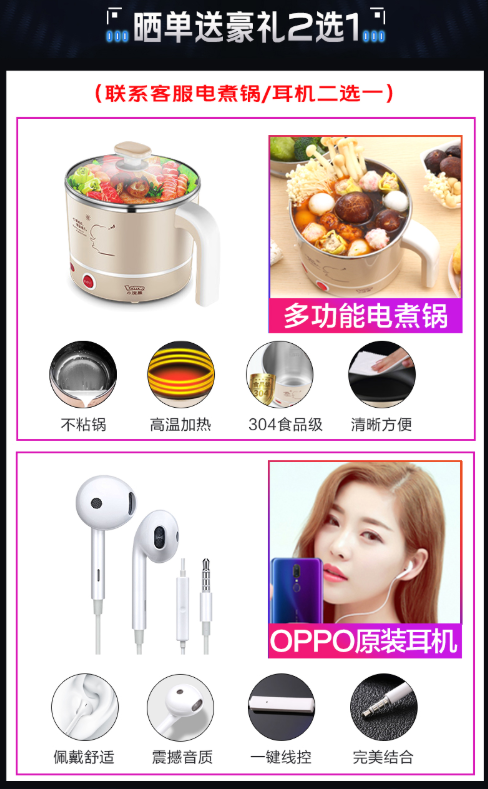 晒单送豪礼2选1
（联系客服电煮锅/耳机二选一）
多功能电煮锅
不粘锅 高温加热 304食品级 清晰方便
OPPO原装耳机
佩戴舒适 震撼音质 一键线控 完美结合